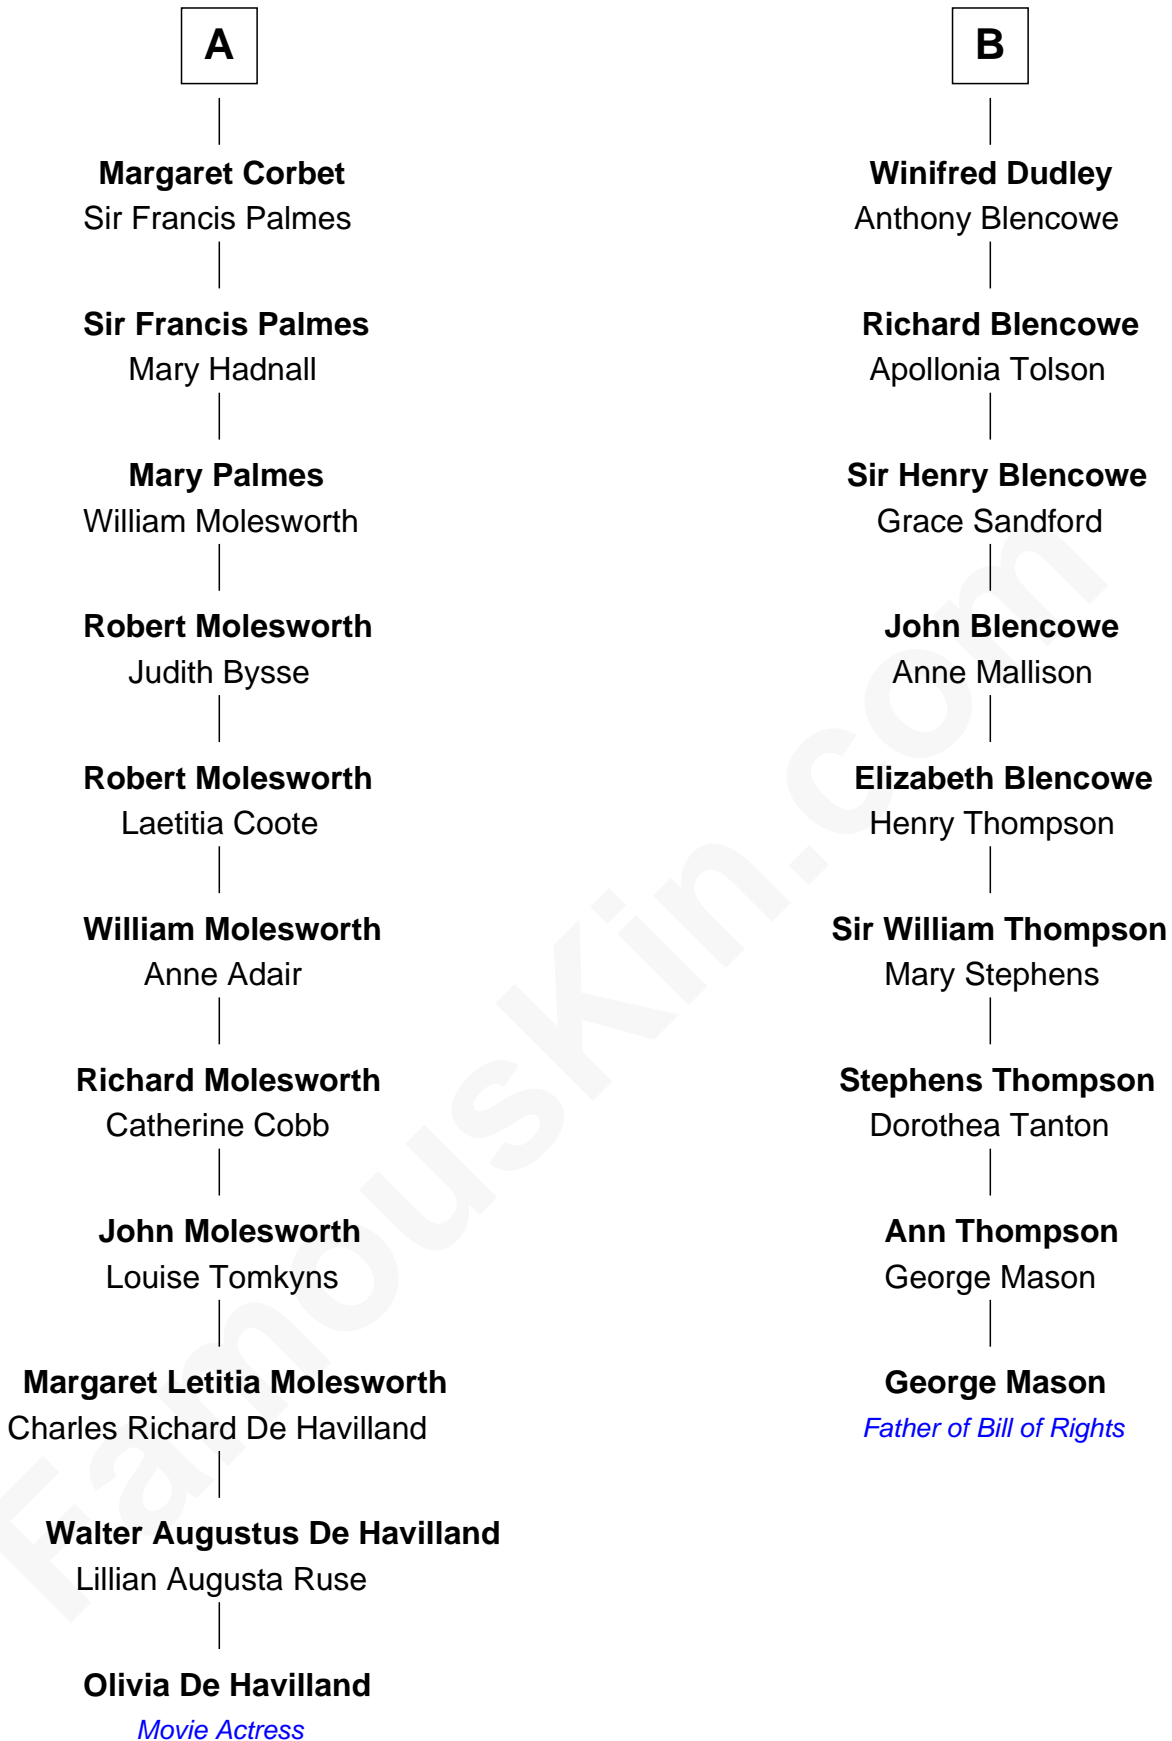 A
Margaret Corbet
Sir Francis Palmes
Sir Francis Palmes
Mary Hadnall
Mary Palmes
William Molesworth
Robert Molesworth
Judith Bysse
Robert Molesworth
Laetitia Coote
William Molesworth
Anne Adair
Richard Molesworth
Catherine Cobb
John Molesworth
Louise Tomkyns
Margaret Letitia Molesworth
Charles Richard De Havilland
Walter Augustus De Havilland
Lillian Augusta Ruse
Olivia De Havilland
Movie Actress
B
Winifred Dudley
Anthony Blencowe
Richard Blencowe
Apollonia Tolson
Sir Henry Blencowe
Grace Sandford
John Blencowe
Anne Mallison
Elizabeth Blencowe
Henry Thompson
Sir William Thompson
Mary Stephens
Stephens Thompson
Dorothea Tanton
Ann Thompson
George Mason
George Mason
Father of Bill of Rights
FamousKin.com